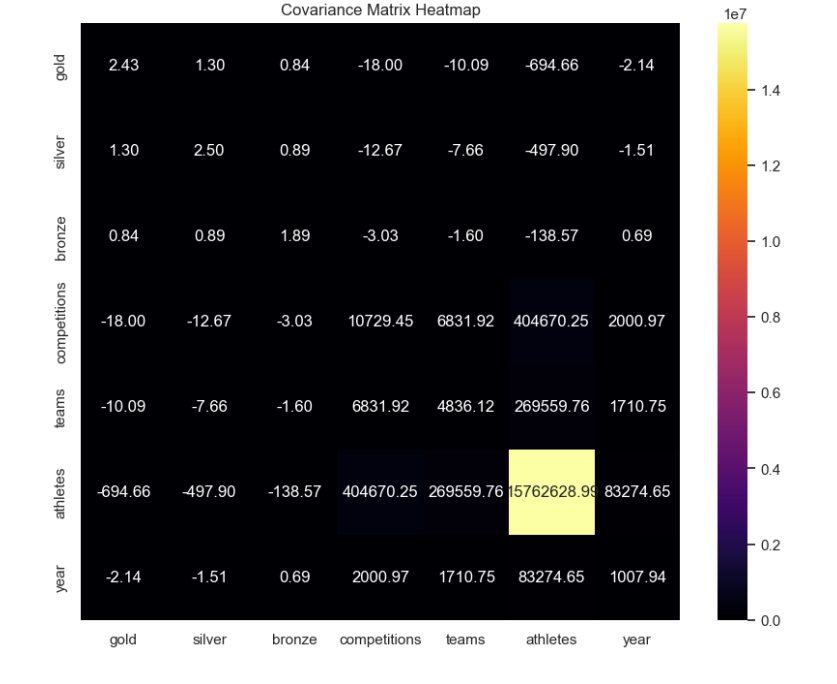 Covariance Matrix Heatmap
1e7
gold 2.43 1.30 0.84 -18.00 -10.09 -694.66 -2.14
silver 1.30 2.50 0.89 -12.67 -7.66 -497.90 -1.51
bronze 0.84 0.89 1.89 -3.03 -1.60 -138.57 0.69
competitions -18.00 -12.67 -3.03 10729.45 6831.92 404670.25 2000.97
teams -10.09 -7.66 -1.60 6831.92 4836.12 269559.76 1710.75
athletes -694.66 -497.90 -138.57 404670.25 269559.76 15762628.99 83274.65
year -2.14 -1.51 0.69 2000.97 1710.75 83274.65 1007.94
gold silver bronze competitions teams athletes year
1.4
1.2
1.0
0.8
0.6
0.4
0.2
0.0